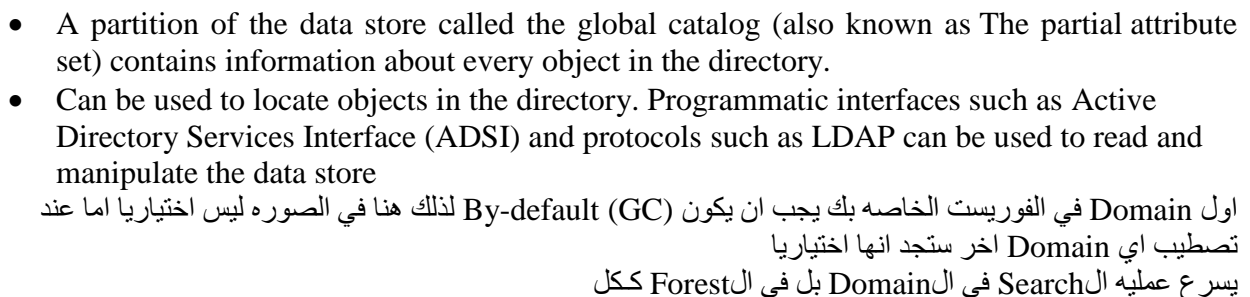 • A partition of the data store called the global catalog (also known as The partial attribute
set) contains information about every object in the directory.
• Can be used to locate objects in the directory. Programmatic interfaces such as Active
Directory Services Interface (ADSI) and protocols such as LDAP can be used to read and
manipulate the data store
اول Domain في الفوريست الخاصه بك يجب ان يكون By-default (GC) لذلك هنا في الصوره ليس اختياريا اما عند
تصطيب اي Domain اخر ستجد انها اختياريا
يسرع عمليه الSearch في الDomain بل في الForest ككل